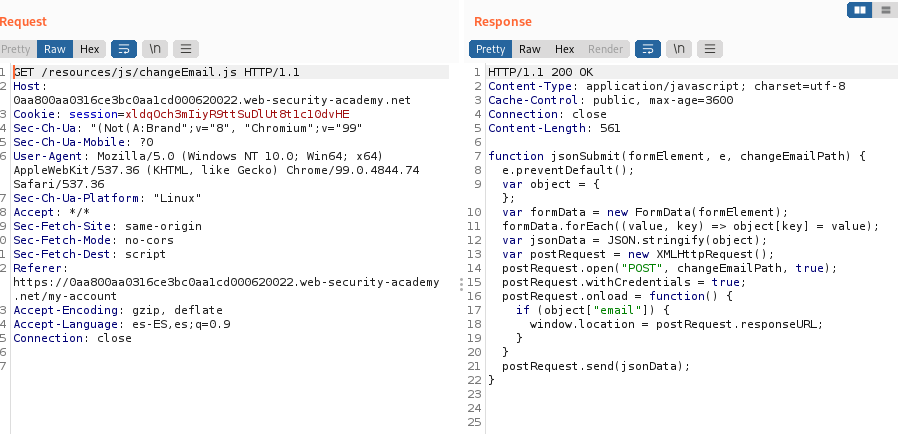 Request
Pretty Raw Hex \n
1 GET /resources/js/changeEmail.js HTTP/1.1
2 Host:
0aa800aa0316ce3bc0aa1cd000620022.web-security-academy.net
3 Cookie: session=xldqOch3mIiyR9ttSuDlUt8t1c10dvHE
4 Sec-Ch-Ua: "(Not(A:Brand";v="8", "Chromium";v="99"
5 Sec-Ch-Ua-Mobile: ?0
6 User-Agent: Mozilla/5.0 (Windows NT 10.0; Win64; x64)
AppleWebKit/537.36 (KHTML, like Gecko) Chrome/99.0.4844.74
Safari/537.36
7 Sec-Ch-Ua-Platform: "Linux"
8 Accept: */*
9 Sec-Fetch-Site: same-origin
0 Sec-Fetch-Mode: no-cors
1 Sec-Fetch-Dest: script
2 Referer:
https://0aa800aa0316ce3bc0aa1cd000620022.web-security-academy
.net/my-account
3 Accept-Encoding: gzip, deflate
4 Accept-Language: es-ES,es;q=0.9
5 Connection: close
6
7
Response
Pretty Raw Hex Render \n
1 HTTP/1.1 200 OK
2 Content-Type: application/javascript; charset=utf-8
3 Cache-Control: public, max-age=3600
4 Connection: close
5 Content-Length: 561
6
7 function jsonSubmit(formElement, e, changeEmailPath) {
8 e.preventDefault();
9 var object = {
};
10 var formData = new FormData(formElement);
11 formData.forEach((value, key) => object[key] = value);
12 var jsonData = JSON.stringify(object);
13 var postRequest = new XMLHttpRequest();
14 postRequest.open("POST", changeEmailPath, true);
15 postRequest.withCredentials = true;
16 postRequest.onload = function() {
17 if (object["email"]) {
18 window.location = postRequest.responseURL;
19 }
20 }
21 postRequest.send(jsonData);
22 }
23
24
25